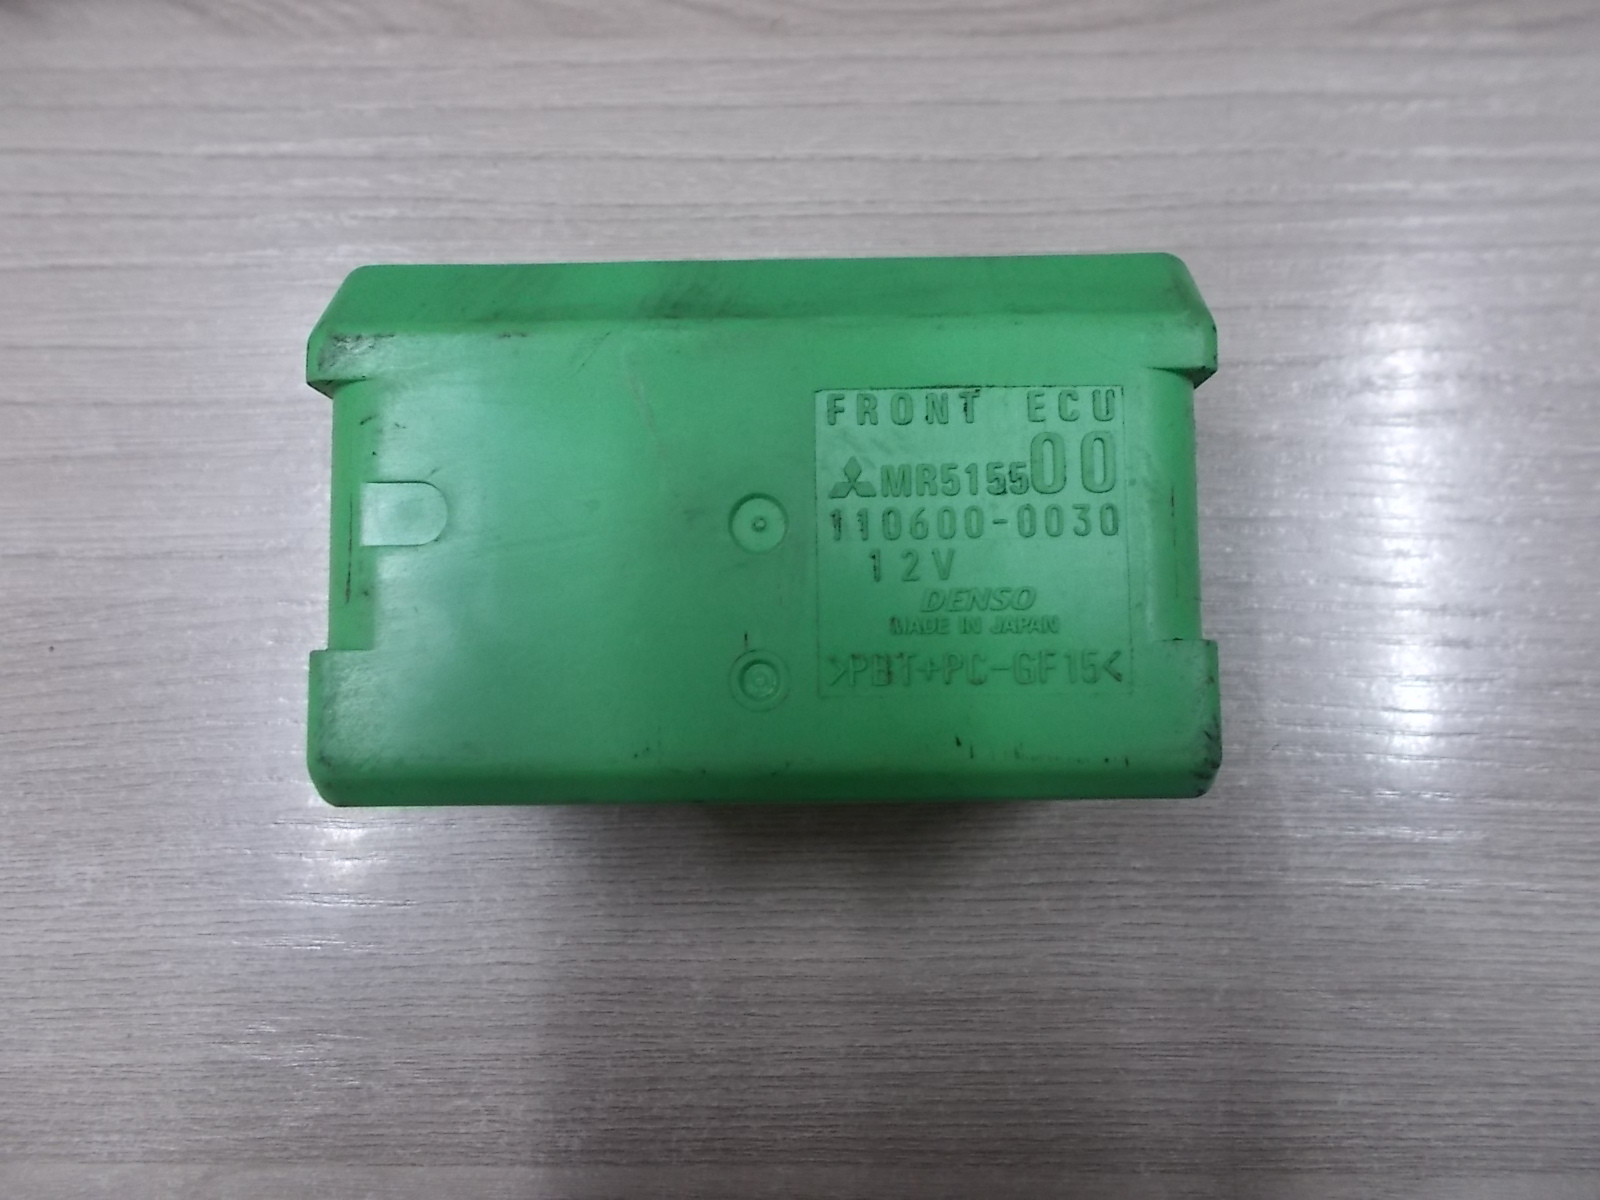 FRONT ECU
MR515500
110600-0030
12V
DENSO
MADE IN JAPAN
>PBT+PC-GF15<